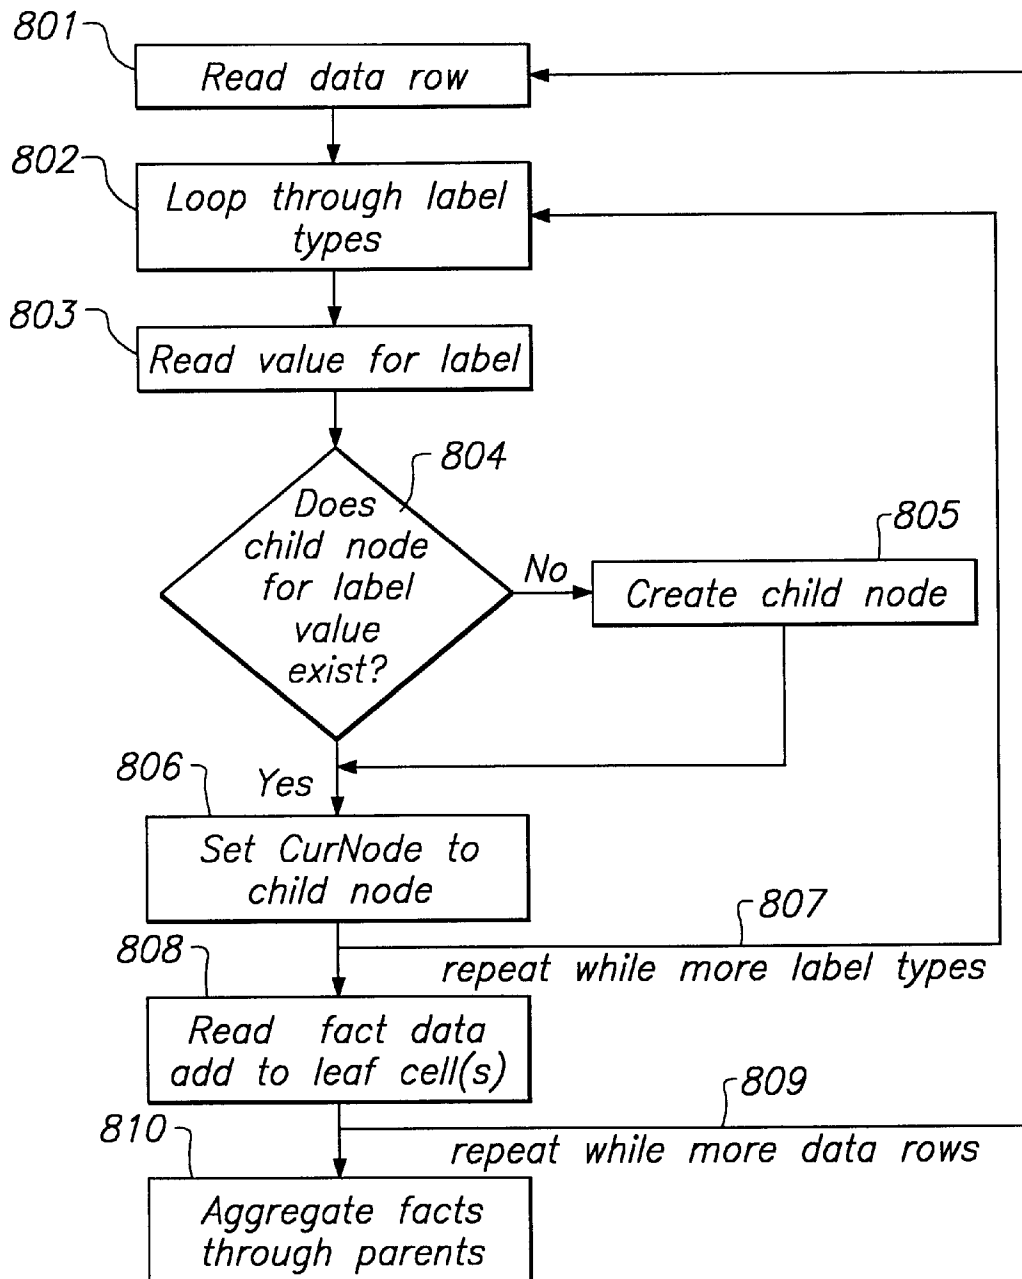 801
Read data row
802
Loop through label
types
803
Read value for label
804
Does
child node
for label
value
exist?
No
805
Create child node
806
Yes
Set CurNode to
child node
807
repeat while more label types
808
Read fact data
add to leaf cell(s)
809
repeat while more data rows
810
Aggregate facts
through parents